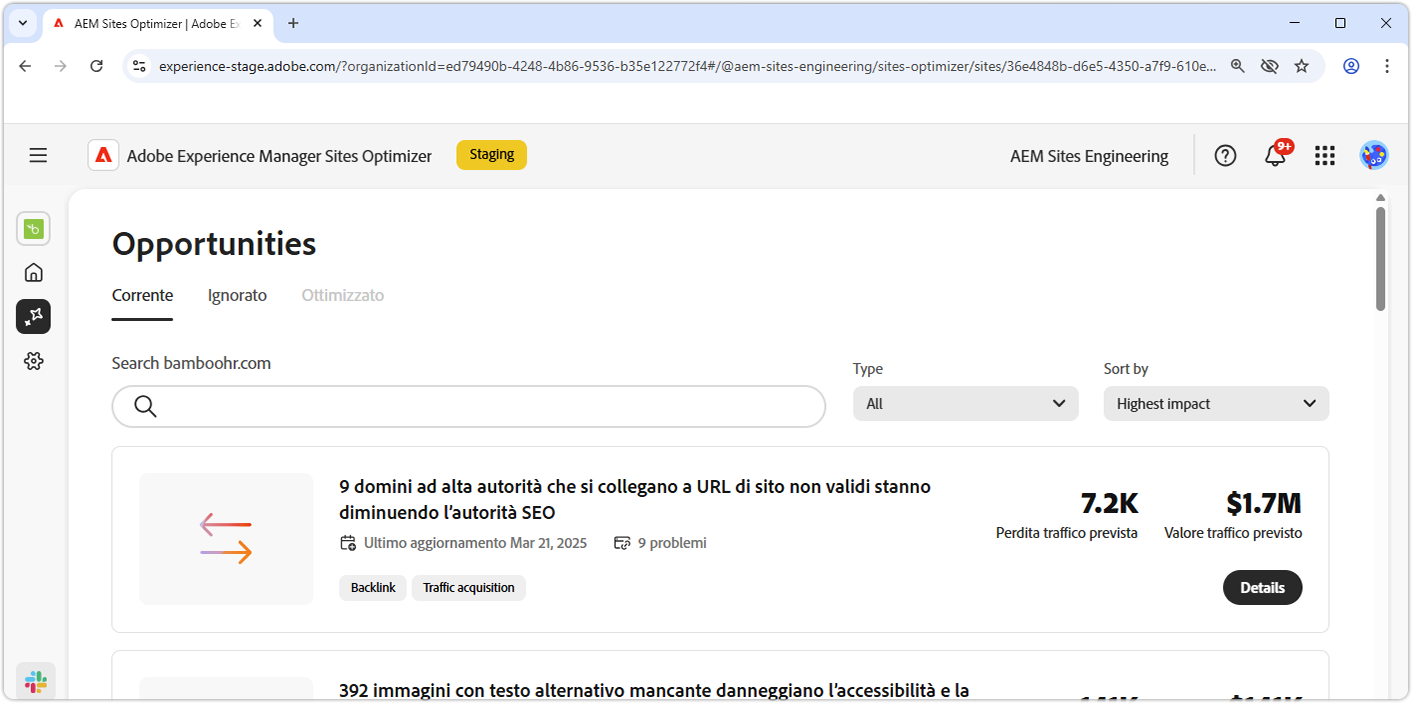 AEM Sites Optimizer | Adobe Ex
experience-stage.adobe.com/?organizationId=ed79490b-4248-4b86-9536-b35e122772f4#/@aem-sites-engineering/sites-optimizer/sites/36e4848b-d6e5-4350-a7f9-610e...
Adobe Experience Manager Sites Optimizer
Staging
AEM Sites Engineering
9+
Opportunities
Corrente
Ignorato
Ottimizzato
Search bamboohr.com
Type
Sort by
All
Highest impact
9 domini ad alta autorità che si collegano a URL di sito non validi stanno
diminuendo l'autorità SEO
Ultimo aggiornamento Mar 21, 2025
9 problemi
Backlink
Traffic acquisition
7.2K
Perdita traffico prevista
$1.7M
Valore traffico previsto
Details
392 immagini con testo alternativo mancante danneggiano l'accessibilità e la